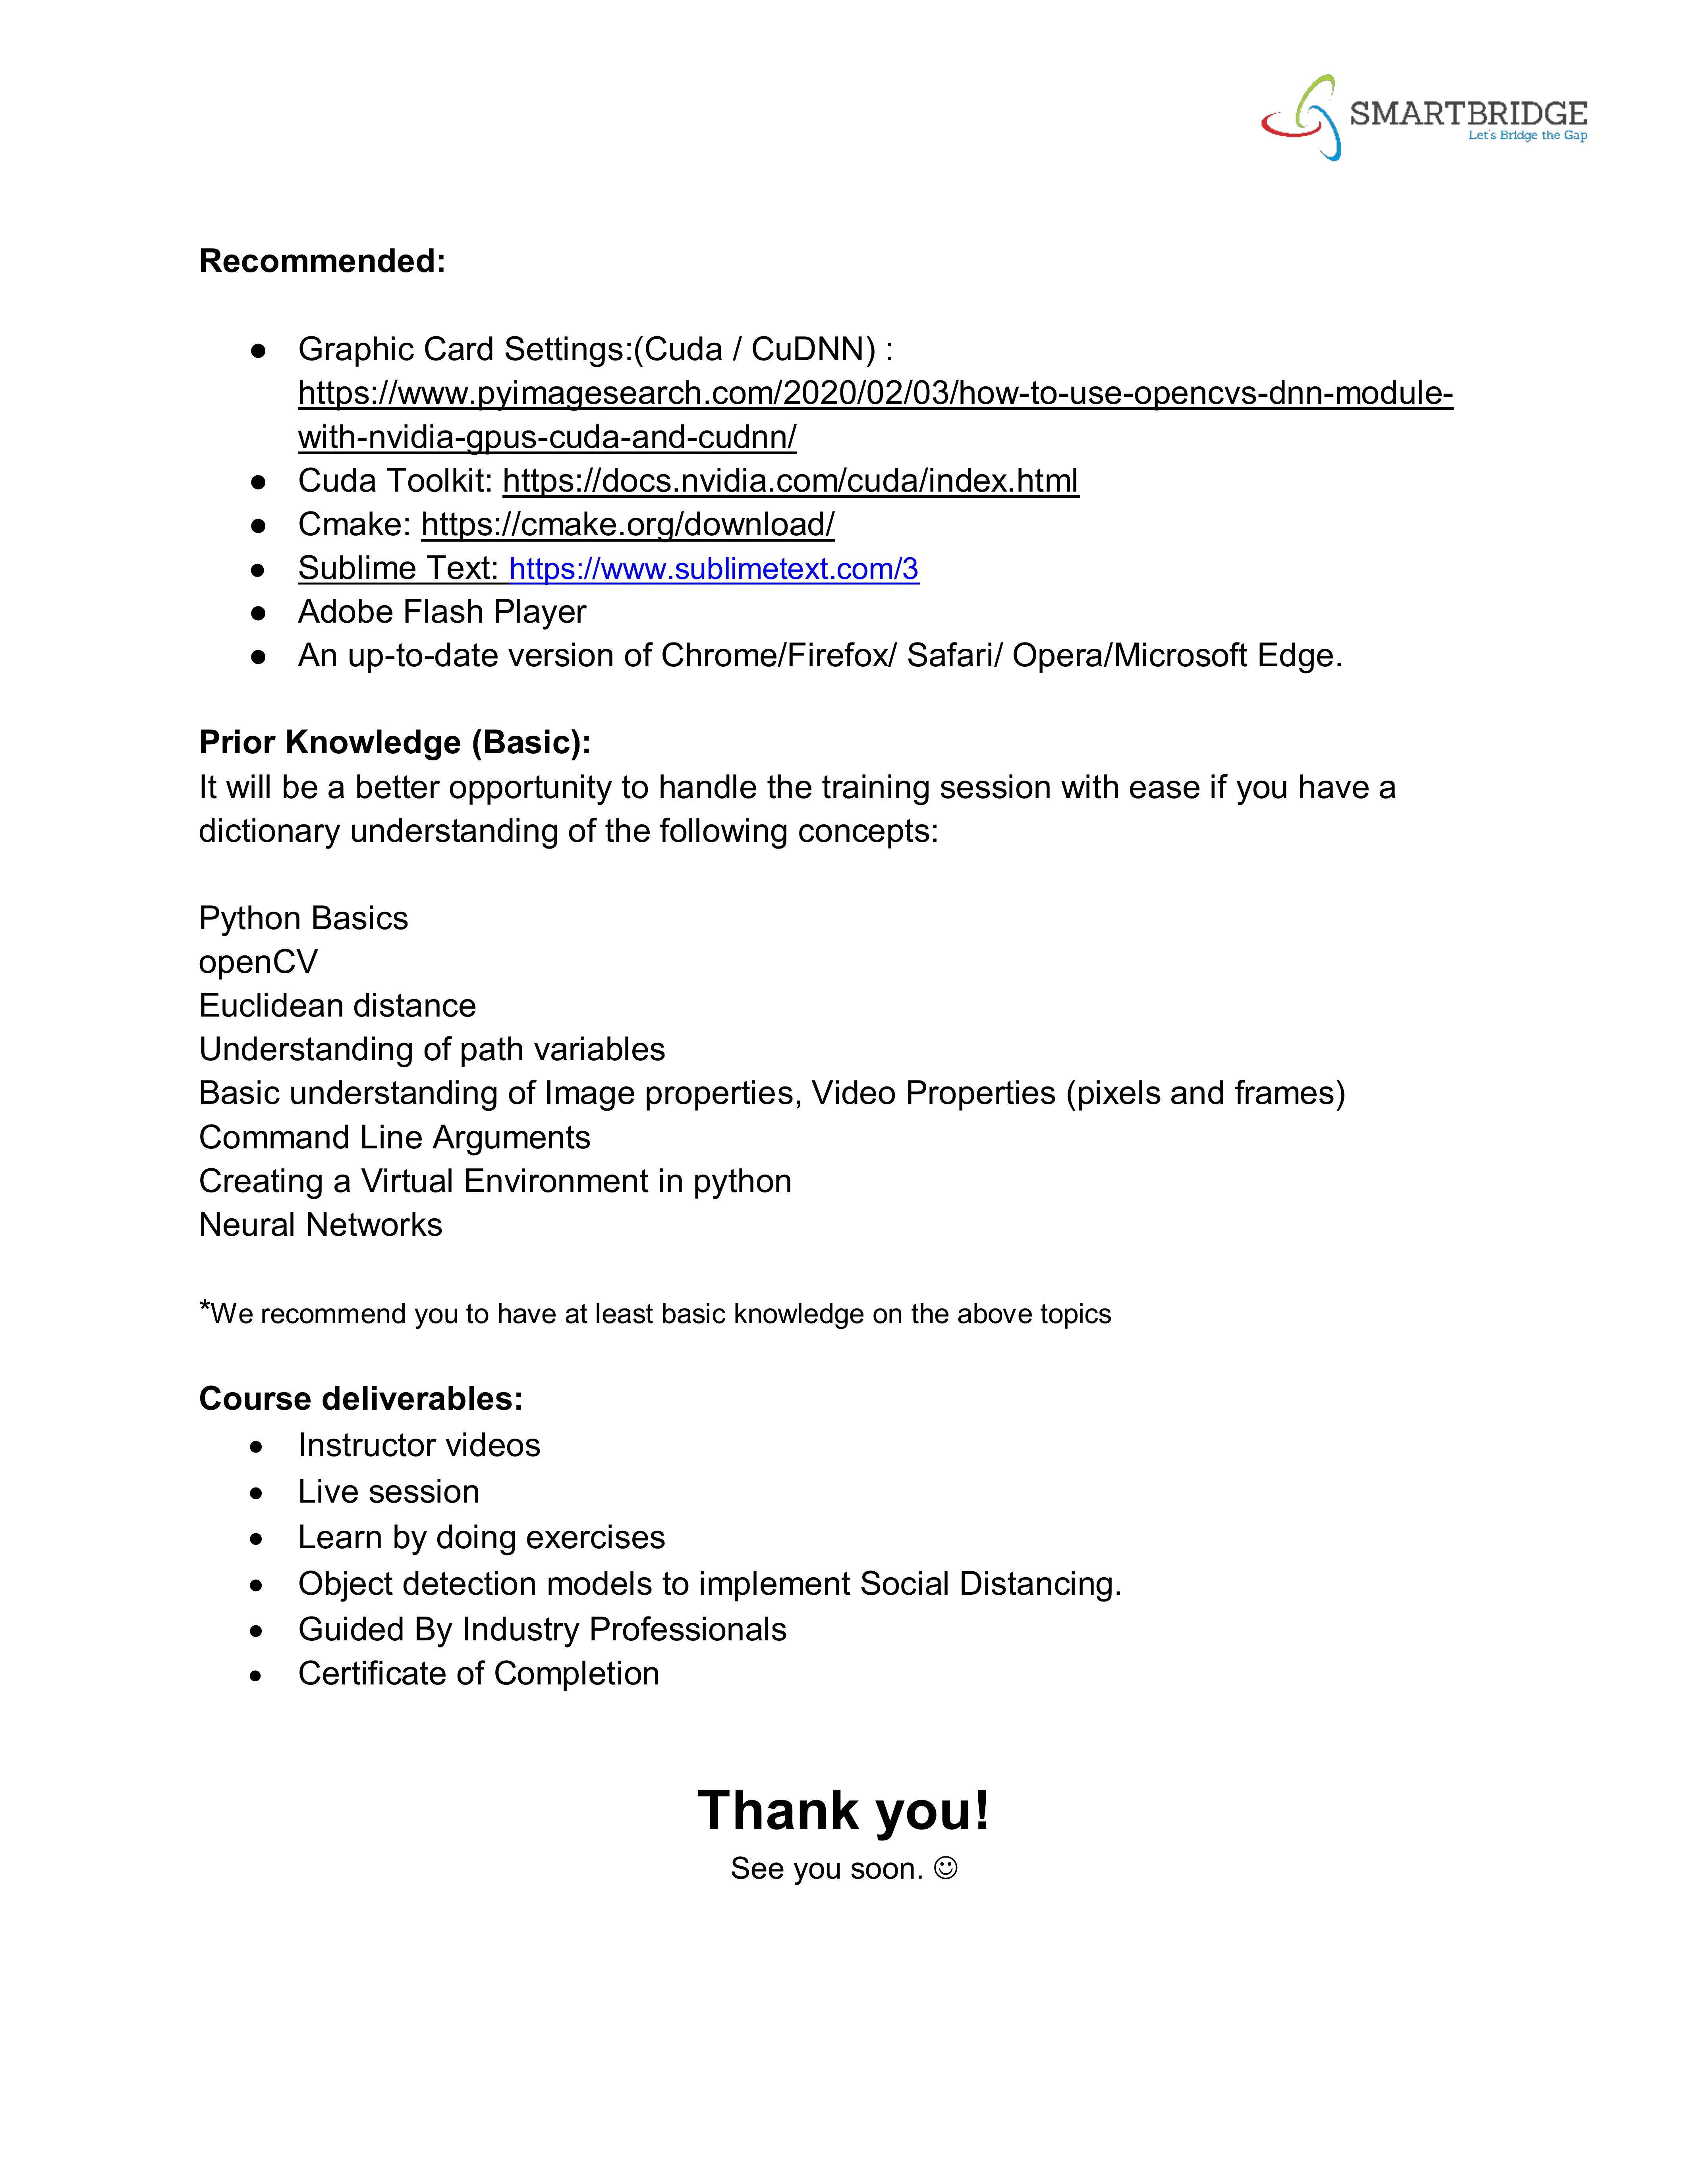 SMARTBRIDGE
Let's Bridge the Gap
Recommended:
● Graphic Card Settings:(Cuda / CuDNN) :
https://www.pyimagesearch.com/2020/02/03/how-to-use-opencvs-dnn-module-
with-nvidia-gpus-cuda-and-cudnn/
● Cuda Toolkit: https://docs.nvidia.com/cuda/index.html
● Cmake: https://cmake.org/download/
● Sublime Text: https://www.sublimetext.com/3
● Adobe Flash Player
● An up-to-date version of Chrome/Firefox/ Safari/ Opera/Microsoft Edge.
Prior Knowledge (Basic):
It will be a better opportunity to handle the training session with ease if you have a
dictionary understanding of the following concepts:
Python Basics
openCV
Euclidean distance
Understanding of path variables
Basic understanding of Image properties, Video Properties (pixels and frames)
Command Line Arguments
Creating a Virtual Environment in python
Neural Networks
*We recommend you to have at least basic knowledge on the above topics
Course deliverables:
• Instructor videos
• Live session
• Learn by doing exercises
• Object detection models to implement Social Distancing.
• Guided By Industry Professionals
• Certificate of Completion
Thank you!
See you soon. ☺